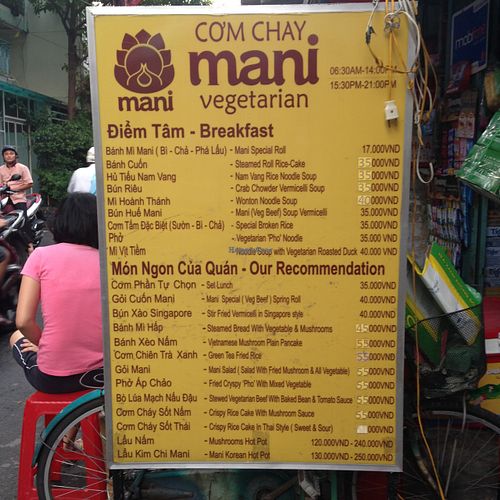 CƠM CHAY
mani
mani
vegetarian
06:30AM-14:00PM
15:30PM-21:00PM
Điểm Tâm - Breakfast
Bánh Mì Mani ( Bì - Chả - Phá Lấu) - Mani Special Roll 17.000VND
Bánh Cuốn - Steamed Roll Rice-Cake 35.000VND
Hủ Tiếu Nam Vang - Nam Vang Rice Noodle Soup 35.000VND
Bún Riêu - Crab Chowder Vermicelli Soup 35.000VND
Mì Hoành Thánh - Wonton Noodle Soup 40.000VND
Bún Huế Mani - Mani (Veg Beef) Soup Vermicelli 35.000VND
Cơm Tấm Đặc Biệt (Sườn - Bì - Chả) - Special Broken Rice 35.000VND
Phở - Vegetarian 'Pho' Noodle 35.000VND
Mì Vịt Tiềm - Noodle Soup with Vegetarian Roasted Duck 40.000VND
Món Ngon Của Quán - Our Recommendation
Cơm Phần Tự Chọn - Set Lunch 35.000VND
Gỏi Cuốn Mani - Mani Special ( Veg Beef ) Spring Roll 40.000VND
Bún Xào Singapore - Stir Fried Vermicilli in Singapore style 40.000VND
Bánh Mì Hấp - Steamed Bread With Vegetable & Mushrooms 45.000VND
Bánh Xèo Nấm - Vietnamese Mushroom Plain Pancake 55.000VND
Cơm Chiên Trà Xánh - Green Tea Fried Rice 55.000VND
Gỏi Mani - Mani Salad ( Salad With Fried Mushroom & All Vegetable) 55.000VND
Phở Áp Chảo - Fried Cryspy 'Pho' With Mixed Vegetable 55.000VND
Bò Lúa Mạch Nấu Đậu - Stewed Vegetarian Beef With Baked Bean & Tomato Sauce 55.000VND
Cơm Cháy Sốt Nấm - Crispy Rice Cake With Mushroom Sauce 55.000VND
Cơm Cháy Sốt Thái - Crispy Rice Cake In Thai Style ( Sweet & Sour) .000VND
Lẩu Nấm - Mushrooms Hot Pot 120.000VND - 240.000VND
Lẩu Kim Chi Mani - Mani Korean Hot Pot 130.000VND - 250.000VND